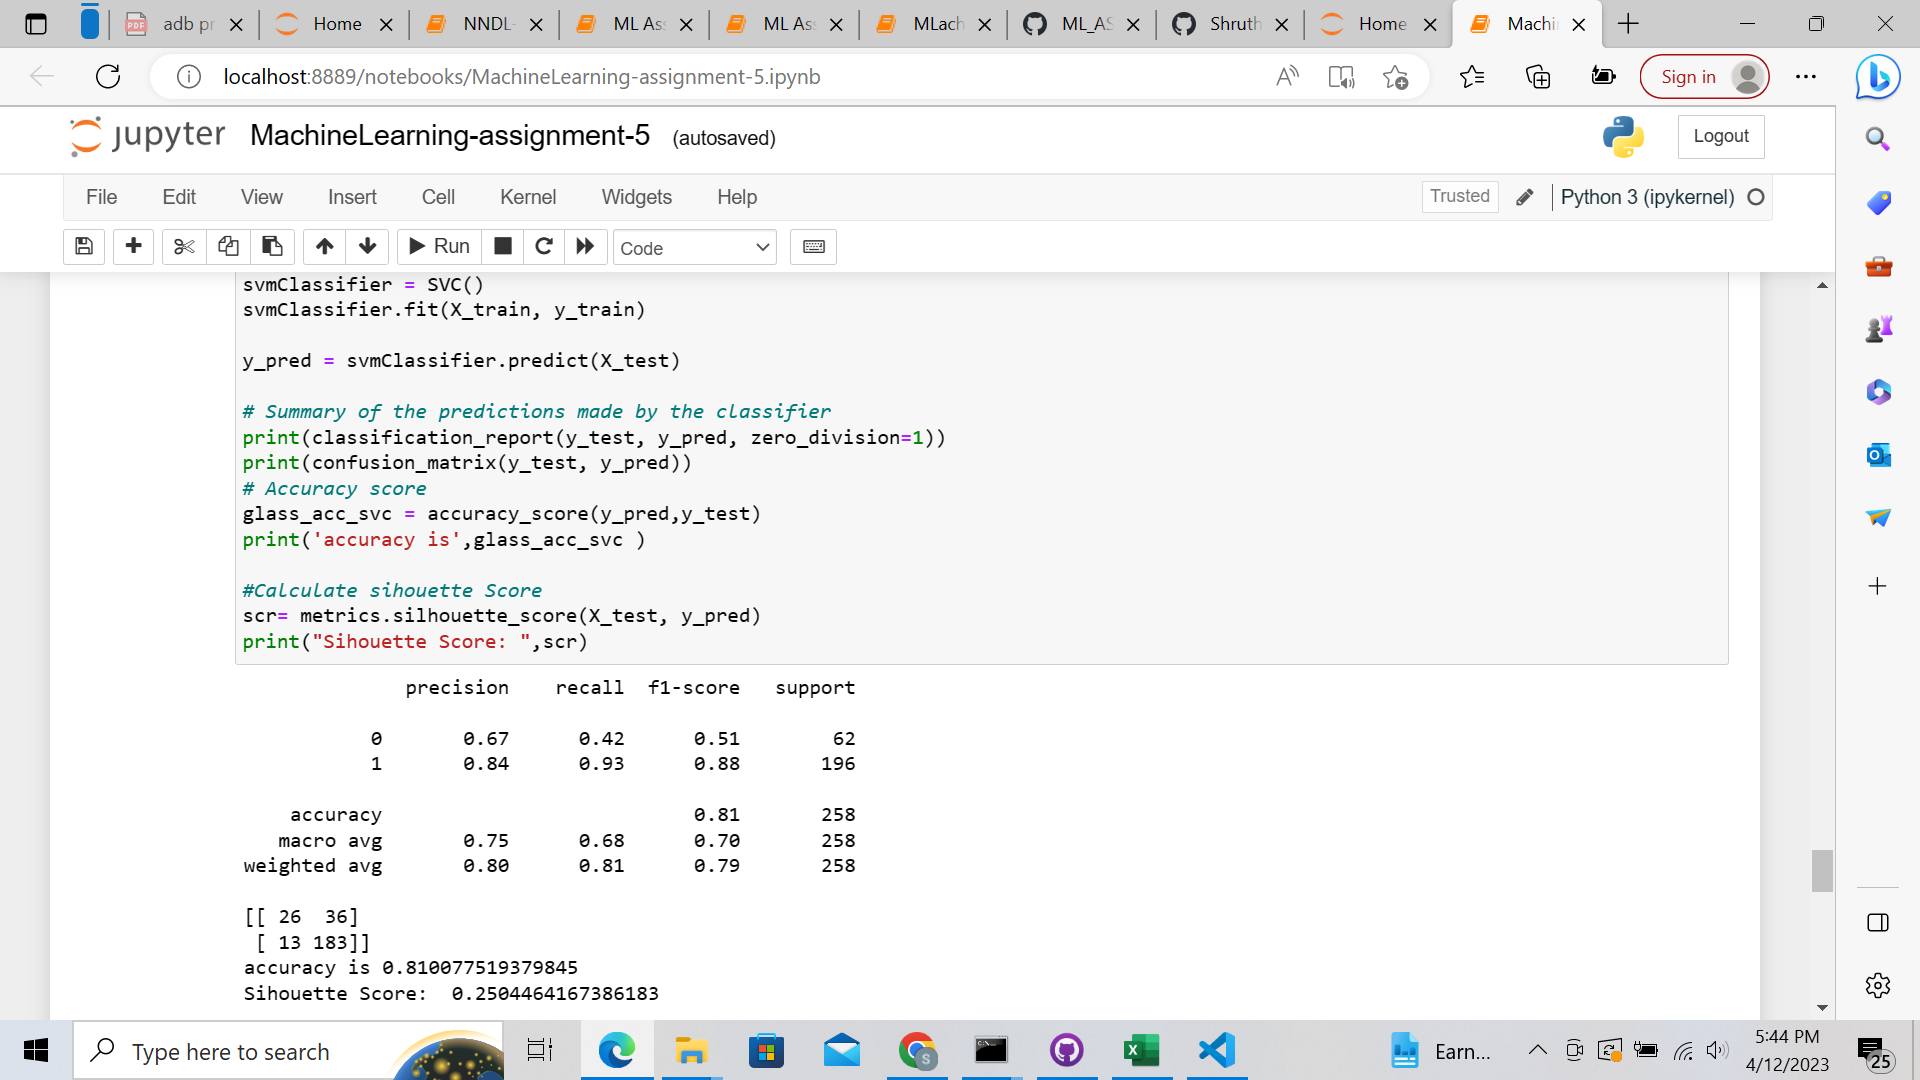 adb pr
Home
NNDL-
ML Ass
ML Ass
MLach
ML_AS
Shruth
Home
Machin
localhost:8889/notebooks/MachineLearning-assignment-5.ipynb
Sign in
jupyter MachineLearning-assignment-5 (autosaved)
Logout
File Edit View Insert Cell Kernel Widgets Help
Trusted
Python 3 (ipykernel)
Run
Code
svmClassifier = SVC()
svmClassifier.fit(X_train, y_train)
y_pred = svmClassifier.predict(X_test)
# Summary of the predictions made by the classifier
print(classification_report(y_test, y_pred, zero_division=1))
print(confusion_matrix(y_test, y_pred))
# Accuracy score
glass_acc_svc = accuracy_score(y_pred,y_test)
print('accuracy is',glass_acc_svc )
#Calculate sihouette Score
scr= metrics.silhouette_score(X_test, y_pred)
print("Sihouette Score: ",scr)
precision recall f1-score support
0 0.67 0.42 0.51 62
1 0.84 0.93 0.88 196
accuracy 0.81 258
macro avg 0.75 0.68 0.70 258
weighted avg 0.80 0.81 0.79 258
[[ 26 36]
[ 13 183]]
accuracy is 0.810077519379845
Sihouette Score: 0.2504464167386183
Type here to search
S
Earn...
5:44 PM
4/12/2023
25